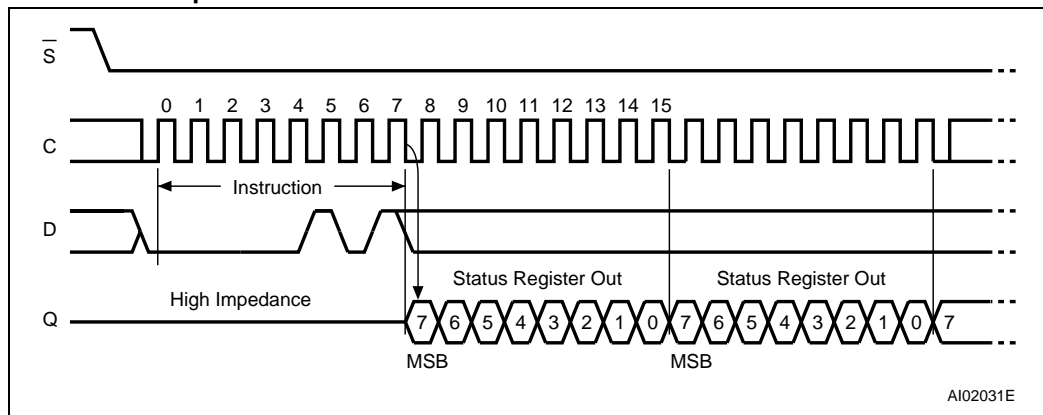 S
0 1 2 3 4 5 6 7 8 9 10 11 12 13 14 15
C
Instruction
D
Status Register Out Status Register Out
High Impedance
Q
7 6 5 4 3 2 1 0 7 6 5 4 3 2 1 0 7
MSB MSB
AI02031E